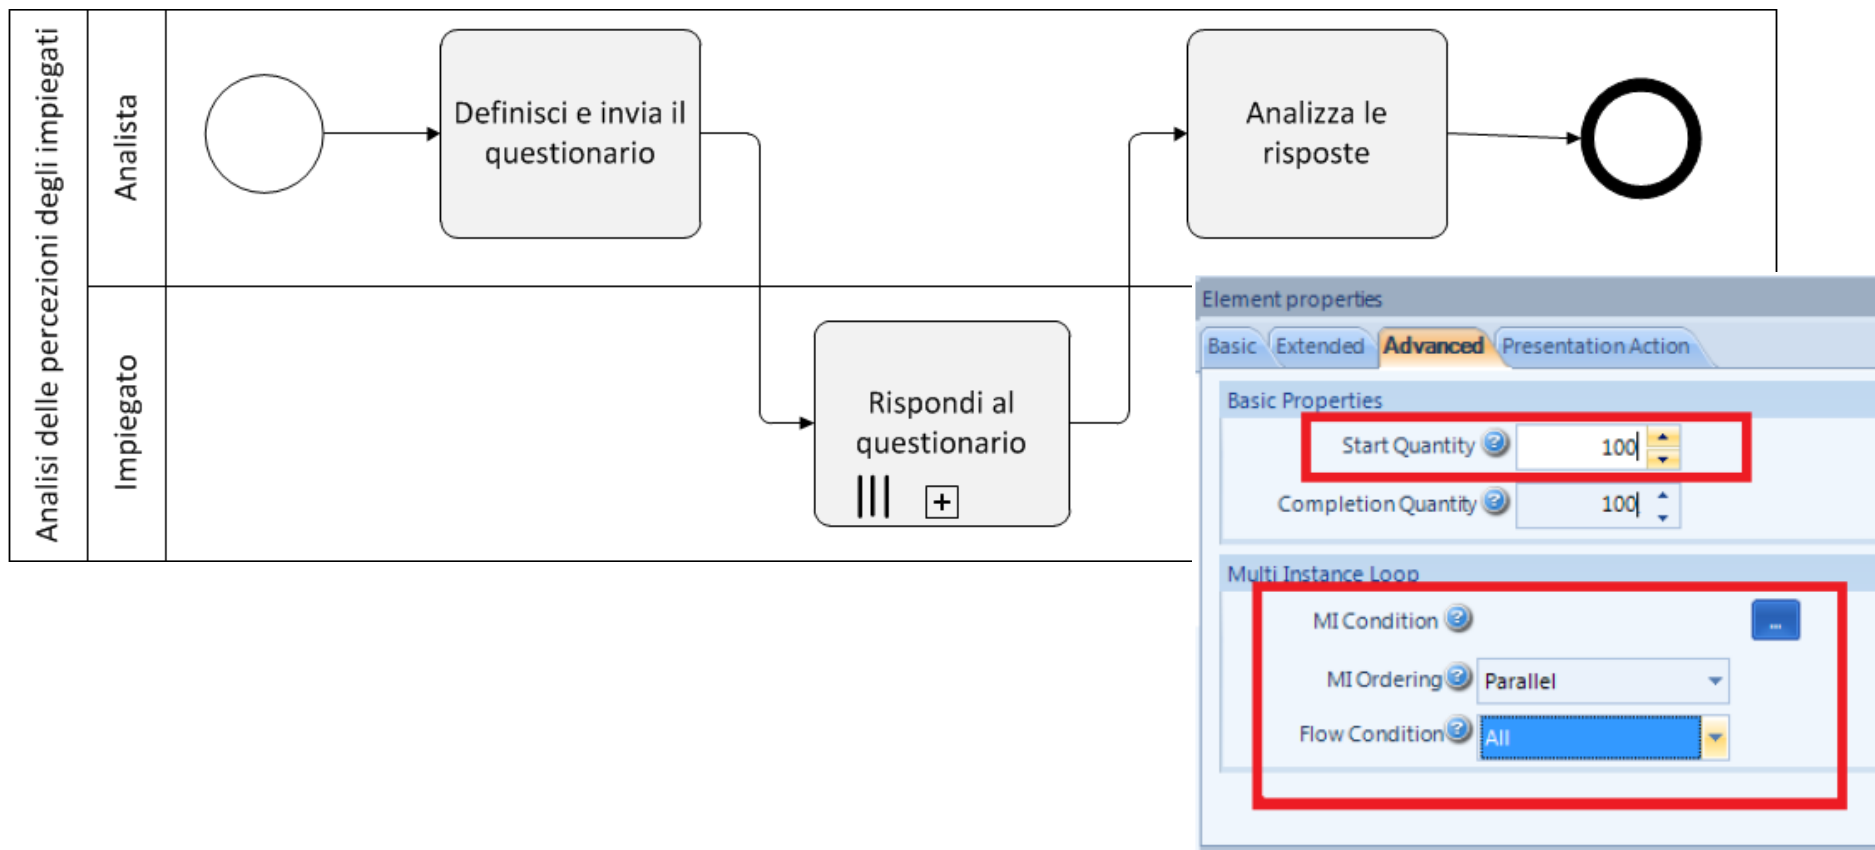 Analisi delle percezioni degli impiegati
Analista
Definisci e invia il
questionario
Analizza le
risposte
Impiegato
Rispondi al
questionario
Element properties
Basic Extended Advanced Presentation Action
Basic Properties
Start Quantity ? 100
Completion Quantity ? 100
Multi Instance Loop
MI Condition ? ...
MI Ordering ? Parallel
Flow Condition ? All